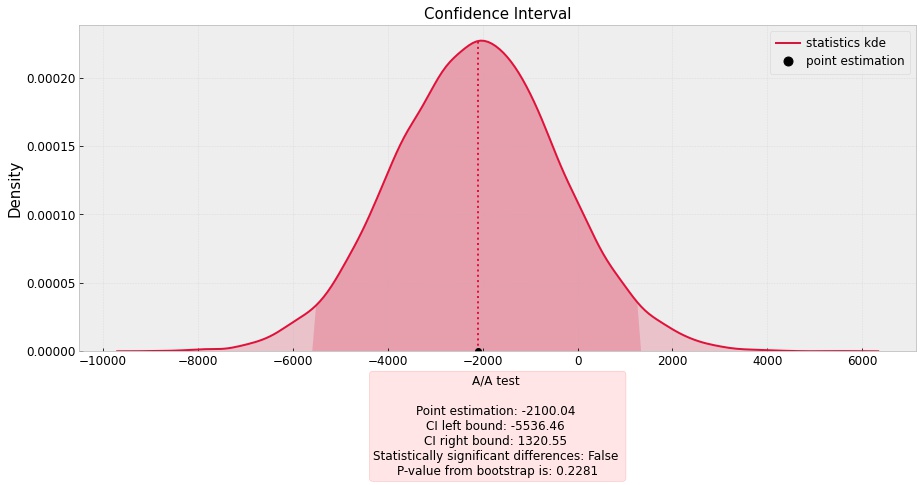 Confidence Interval
statistics kde
point estimation
Density
0.00020
0.00015
0.00010
0.00005
0.00000
−10000 −8000 −6000 −4000 −2000 0 2000 4000 6000
A/A test
Point estimation: -2100.04
CI left bound: -5536.46
CI right bound: 1320.55
Statistically significant differences: False
P-value from bootstrap is: 0.2281